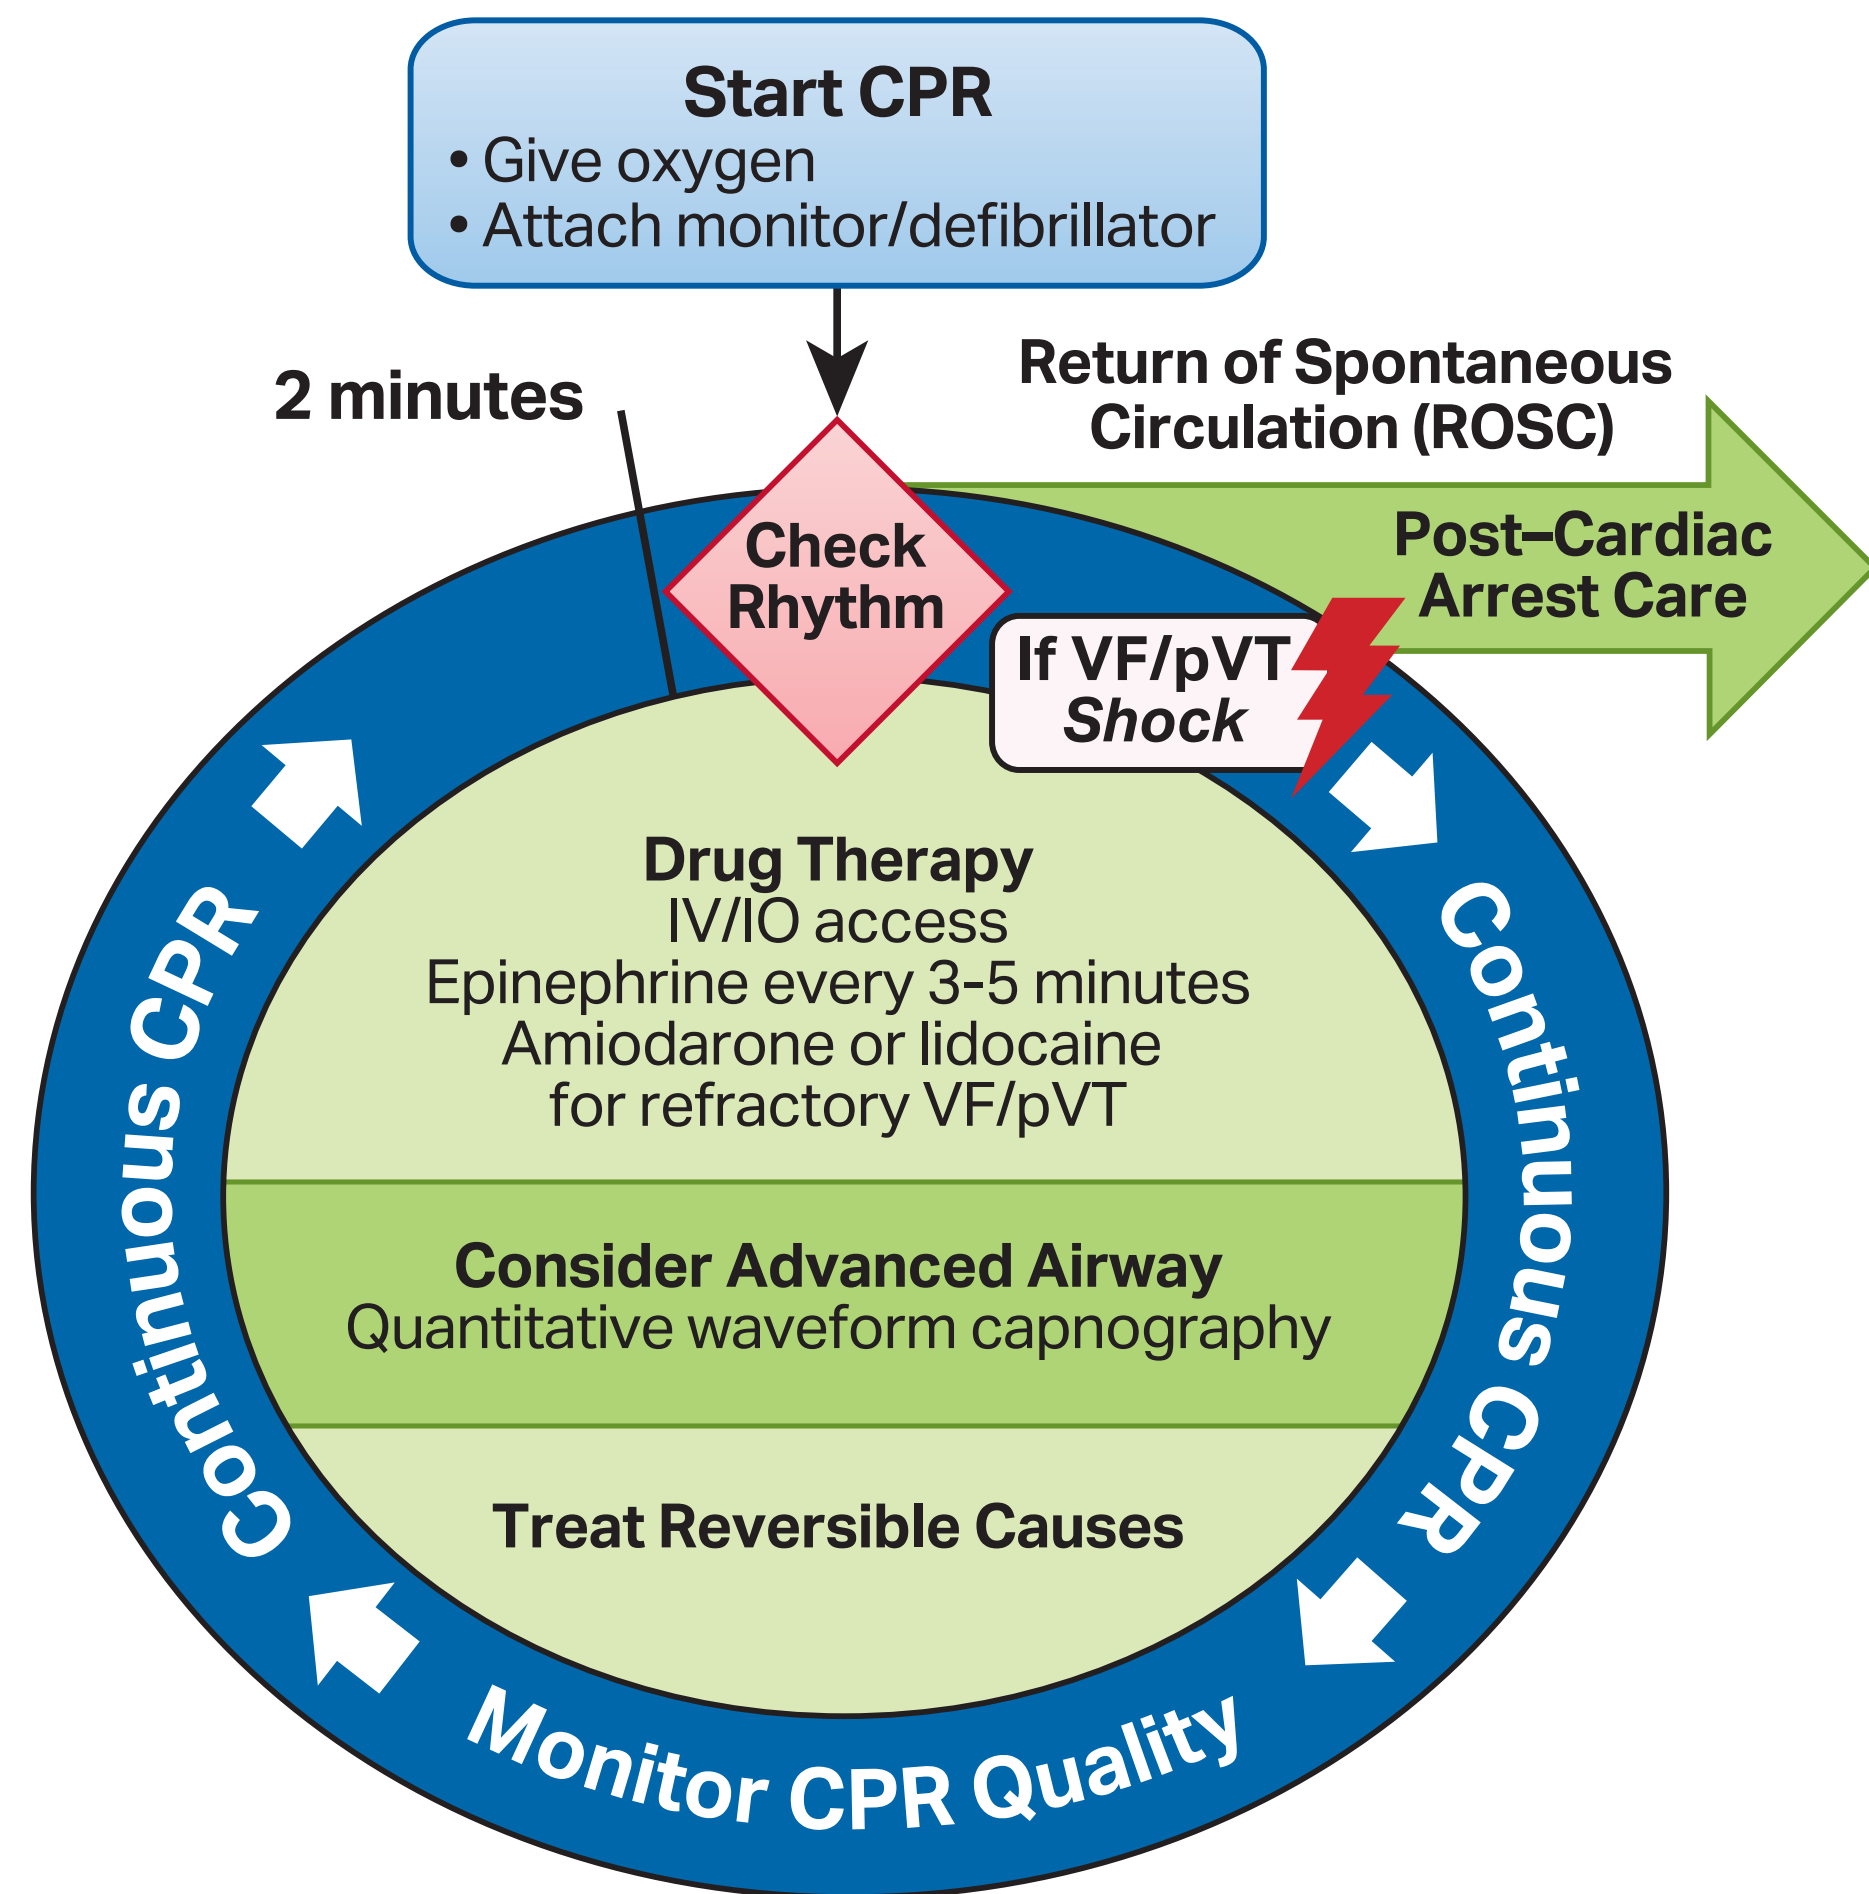 Start CPR
• Give oxygen
• Attach monitor/defibrillator
2 minutes
Return of Spontaneous
Circulation (ROSC)
Check
Rhythm
Post–Cardiac
Arrest Care
If VF/pVT
Shock
Drug Therapy
IV/IO access
Epinephrine every 3-5 minutes
Amiodarone or lidocaine
for refractory VF/pVT
Consider Advanced Airway
Quantitative waveform capnography
Treat Reversible Causes
Continuous CPR
Monitor CPR Quality
Continuous CPR